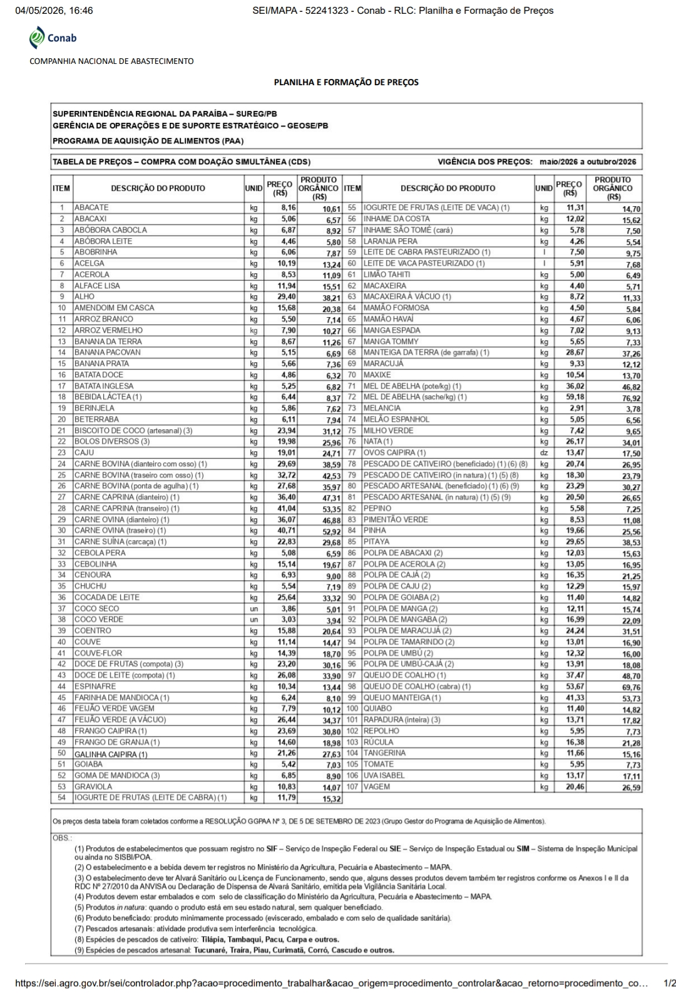 04/05/2026, 16:46 SEI/MAPA - 52241323 - Conab - RLC: Planilha e Formação de Preços
Conab
COMPANHIA NACIONAL DE ABASTECIMENTO
PLANILHA E FORMAÇÃO DE PREÇOS
SUPERINTENDÊNCIA REGIONAL DA PARAÍBA – SUREG/PB
GERÊNCIA DE OPERAÇÕES E DE SUPORTE ESTRATÉGICO – GEOSE/PB
PROGRAMA DE AQUISIÇÃO DE ALIMENTOS (PAA)
TABELA DE PREÇOS – COMPRA COM DOAÇÃO SIMULTÂNEA (CDS) VIGÊNCIA DOS PREÇOS: maio/2026 a outubro/2026
ITEM DESCRIÇÃO DO PRODUTO UNID PREÇO (R$) PRODUTO ORGÂNICO (R$) ITEM DESCRIÇÃO DO PRODUTO UNID PREÇO (R$) PRODUTO ORGÂNICO (R$)
1 ABACATE kg 8,16 10,61 55 IOGURTE DE FRUTAS (LEITE DE VACA) (1) kg 11,31 14,70
2 ABACAXI kg 5,06 6,57 56 INHAME DA COSTA kg 12,02 15,62
3 ABÓBORA CABOCLA kg 6,87 8,92 57 INHAME SÃO TOMÉ (cará) kg 5,78 7,50
4 ABÓBORA LEITE kg 4,46 5,80 58 LARANJA PERA kg 4,26 5,54
5 ABOBRINHA kg 6,06 7,87 59 LEITE DE CABRA PASTEURIZADO (1) l 7,50 9,75
6 ACELGA kg 10,19 13,24 60 LEITE DE VACA PASTEURIZADO (1) l 5,91 7,68
7 ACEROLA kg 8,53 11,09 61 LIMÃO TAHITI kg 5,00 6,49
8 ALFACE LISA kg 11,94 15,51 62 MACAXEIRA kg 4,40 5,71
9 ALHO kg 29,40 38,21 63 MACAXEIRA À VÁCUO (1) kg 8,72 11,33
10 AMENDOIM EM CASCA kg 15,68 20,38 64 MAMÃO FORMOSA kg 4,50 5,84
11 ARROZ BRANCO kg 5,50 7,14 65 MAMÃO HAVAÍ kg 4,67 6,06
12 ARROZ VERMELHO kg 7,90 10,27 66 MANGA ESPADA kg 7,02 9,13
13 BANANA DA TERRA kg 8,67 11,26 67 MANGA TOMMY kg 5,65 7,33
14 BANANA PACOVAN kg 5,15 6,69 68 MANTEIGA DA TERRA (de garrafa) (1) kg 28,67 37,26
15 BANANA PRATA kg 5,66 7,36 69 MARACUJÁ kg 9,33 12,12
16 BATATA DOCE kg 4,86 6,32 70 MAXIXE kg 10,54 13,70
17 BATATA INGLESA kg 5,25 6,82 71 MEL DE ABELHA (pote/kg) (1) kg 36,02 46,82
18 BEBIDA LÁCTEA (1) kg 6,44 8,37 72 MEL DE ABELHA (sache/kg) (1) kg 59,18 76,92
19 BERINJELA kg 5,86 7,62 73 MELANCIA kg 2,91 3,78
20 BETERRABA kg 6,11 7,94 74 MELÃO ESPANHOL kg 5,05 6,56
21 BISCOITO DE COCO (artesanal) (3) kg 23,94 31,12 75 MILHO VERDE kg 7,42 9,65
22 BOLOS DIVERSOS (3) kg 19,98 25,96 76 NATA (1) kg 26,17 34,01
23 CAJU kg 19,01 24,71 77 OVOS CAIPIRA (1) dz 13,47 17,50
24 CARNE BOVINA (dianteiro com osso) (1) kg 29,69 38,59 78 PESCADO DE CATIVEIRO (beneficiado) (1) (6) (8) kg 20,74 26,95
25 CARNE BOVINA (traseiro com osso) (1) kg 32,72 42,53 79 PESCADO DE CATIVEIRO (in natura) (1) (5) (8) kg 18,30 23,79
26 CARNE BOVINA (ponta de agulha) (1) kg 27,68 35,97 80 PESCADO ARTESANAL (beneficiado) (1) (6) (9) kg 23,29 30,27
27 CARNE CAPRINA (dianteiro) (1) kg 36,40 47,31 81 PESCADO ARTESANAL (in natura) (1) (5) (9) kg 20,50 26,65
28 CARNE CAPRINA (transeiro) (1) kg 41,04 53,35 82 PEPINO kg 5,58 7,25
29 CARNE OVINA (dianteiro) (1) kg 36,07 46,88 83 PIMENTÃO VERDE kg 8,53 11,08
30 CARNE OVINA (traseiro) (1) kg 40,71 52,92 84 PINHA kg 19,66 25,56
31 CARNE SUÍNA (carcaça) (1) kg 22,83 29,68 85 PITAYA kg 29,65 38,53
32 CEBOLA PERA kg 5,08 6,59 86 POLPA DE ABACAXI (2) kg 12,03 15,63
33 CEBOLINHA kg 15,14 19,67 87 POLPA DE ACEROLA (2) kg 13,05 16,95
34 CENOURA kg 6,93 9,00 88 POLPA DE CAJÁ (2) kg 16,35 21,25
35 CHUCHU kg 5,54 7,19 89 POLPA DE CAJU (2) kg 12,29 15,97
36 COCADA DE LEITE kg 25,64 33,32 90 POLPA DE GOIABA (2) kg 11,40 14,82
37 COCO SECO un 3,86 5,01 91 POLPA DE MANGA (2) kg 12,11 15,74
38 COCO VERDE un 3,03 3,94 92 POLPA DE MANGABA (2) kg 16,99 22,09
39 COENTRO kg 15,88 20,64 93 POLPA DE MARACUJÁ (2) kg 24,24 31,51
40 COUVE kg 11,14 14,47 94 POLPA DE TAMARINDO (2) kg 13,01 16,90
41 COUVE-FLOR kg 14,39 18,70 95 POLPA DE UMBÚ (2) kg 12,32 16,00
42 DOCE DE FRUTAS (compota) (3) kg 23,20 30,16 96 POLPA DE UMBÚ-CAJÁ (2) kg 13,91 18,08
43 DOCE DE LEITE (compota) (1) kg 26,08 33,90 97 QUEIJO DE COALHO (1) kg 37,47 48,70
44 ESPINAFRE kg 10,34 13,44 98 QUEIJO DE COALHO (cabra) (1) kg 53,67 69,76
45 FARINHA DE MANDIOCA (1) kg 6,24 8,10 99 QUEIJO MANTEIGA (1) kg 41,33 53,73
46 FEIJÃO VERDE VAGEM kg 7,79 10,12 100 QUIABO kg 11,40 14,82
47 FEIJÃO VERDE (A VÁCUO) kg 26,44 34,37 101 RAPADURA (inteira) (3) kg 13,71 17,82
48 FRANGO CAIPIRA (1) kg 23,69 30,80 102 REPOLHO kg 5,95 7,73
49 FRANGO DE GRANJA (1) kg 14,60 18,98 103 RÚCULA kg 16,38 21,28
50 GALINHA CAIPIRA (1) kg 21,26 27,63 104 TANGERINA kg 11,66 15,16
51 GOIABA kg 5,42 7,03 105 TOMATE kg 5,95 7,73
52 GOMA DE MANDIOCA (3) kg 6,85 8,90 106 UVA ISABEL kg 13,17 17,11
53 GRAVIOLA kg 10,83 14,07 107 VAGEM kg 20,46 26,59
54 IOGURTE DE FRUTAS (LEITE DE CABRA) (1) kg 11,79 15,32
Os preços desta tabela foram coletados conforme a RESOLUÇÃO GGPAA Nº 3, DE 5 DE SETEMBRO DE 2023 (Grupo Gestor do Programa de Aquisição de Alimentos).
OBS.:
(1) Produtos de estabelecimentos que possuam registro no SIF – Serviço de Inspeção Federal ou SIE – Serviço de Inspeção Estadual ou SIM – Sistema de Inspeção Municipal
ou ainda no SISBI/POA.
(2) O estabelecimento e a bebida devem ter registros no Ministério da Agricultura, Pecuária e Abastecimento – MAPA.
(3) O estabelecimento deve ter Alvará Sanitário ou Licença de Funcionamento, sendo que, alguns desses produtos devem também ter registros conforme os Anexos I e II da
RDC Nº 27/2010 da ANVISA ou Declaração de Dispensa de Alvará Sanitário, emitida pela Vigilância Sanitária Local.
(4) Produtos devem estar embalados e com selo de classificação do Ministério da Agricultura, Pecuária e Abastecimento – MAPA.
(5) Produtos in natura: quando o produto está em seu estado natural, sem qualquer beneficiado.
(6) Produto beneficiado: produto minimamente processado (eviscerado, embalado e com selo de qualidade sanitária).
(7) Pescados artesanais: atividade produtiva sem interferência tecnológica.
(8) Espécies de pescados de cativeiro: Tilápia, Tambaqui, Pacu, Carpa e outros.
(9) Espécies de pescados artesanal: Tucunaré, Traíra, Piau, Curimatã, Corró, Cascudo e outros.
https://sei.agro.gov.br/sei/controlador.php?acao=procedimento_trabalhar&acao_origem=procedimento_controlar&acao_retorno=procedimento_co… 1/2